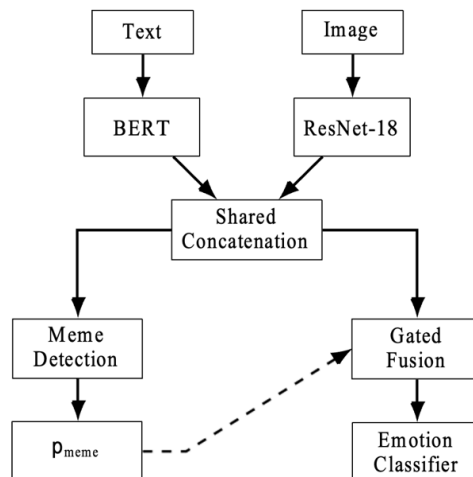 Text
Image
BERT
ResNet-18
Shared
Concatenation
Meme
Detection
Gated
Fusion
pmeme
Emotion
Classifier